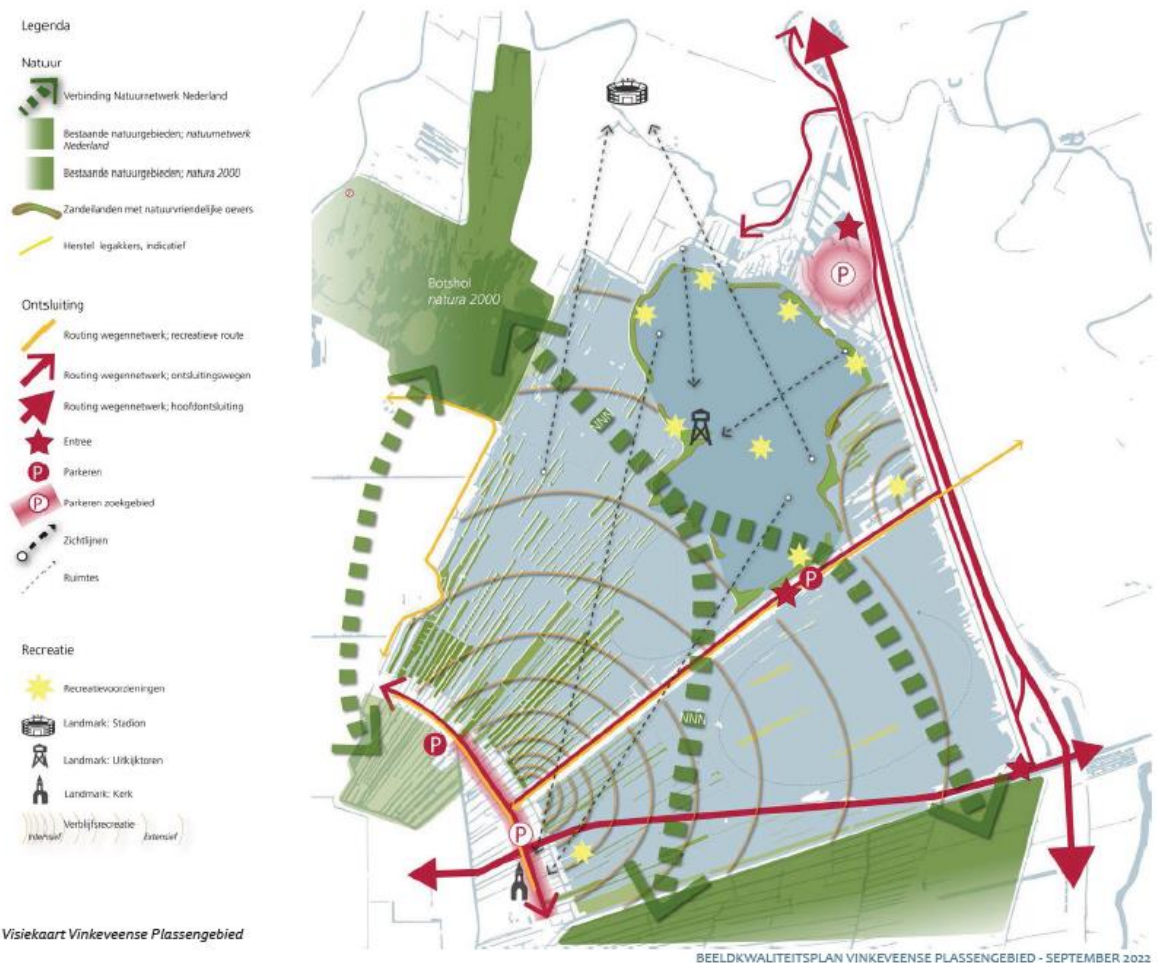 Legenda
Natuur
Verbinding Natuurnetwerk Nederland
Bestaande natuurgebieden; natuurnetwerk
Nederland
Bestaande natuurgebieden; natura 2000
Zandeilanden met natuurvriendelijke oevers
Herstel legakkers, indicatief
Ontsluiting
Routing wegennetwerk; recreatieve route
Routing wegennetwerk; ontsluitingswegen
Routing wegennetwerk; hoofdontsluiting
Entree
P
Parkeren
P
Parkeren zoekgebied
Zichtlijnen
Ruimtes
Recreatie
Recreatievoorzieningen
Landmark: Stadion
Landmark: Uitkijktoren
Landmark: Kerk
Verblijfsrecreatie
Intensief
Extensief
Botshol
natura 2000
P
NNN
P
NNN
P
P
Visiekaart Vinkeveense Plassengebied
BEELDKWALITEITSPLAN VINKEVEENSE PLASSENGEBIED - SEPTEMBER 2022